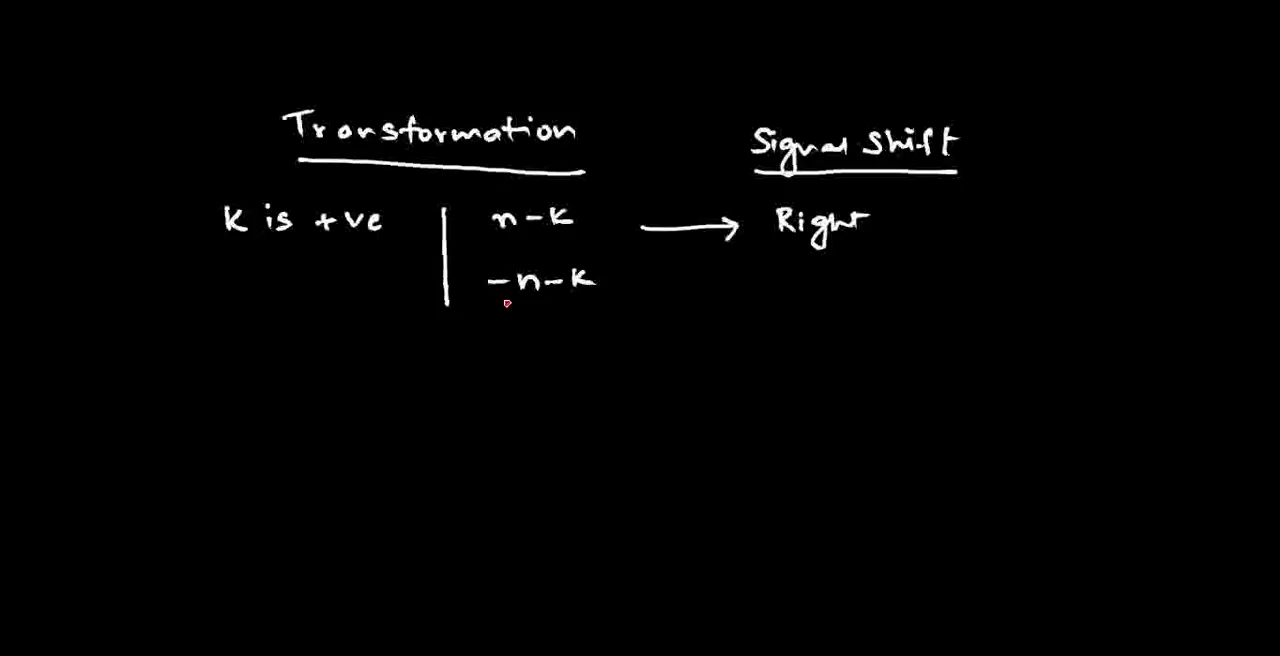 Transformation Signal Shift
K is +ve | n-K → Right
-n-K